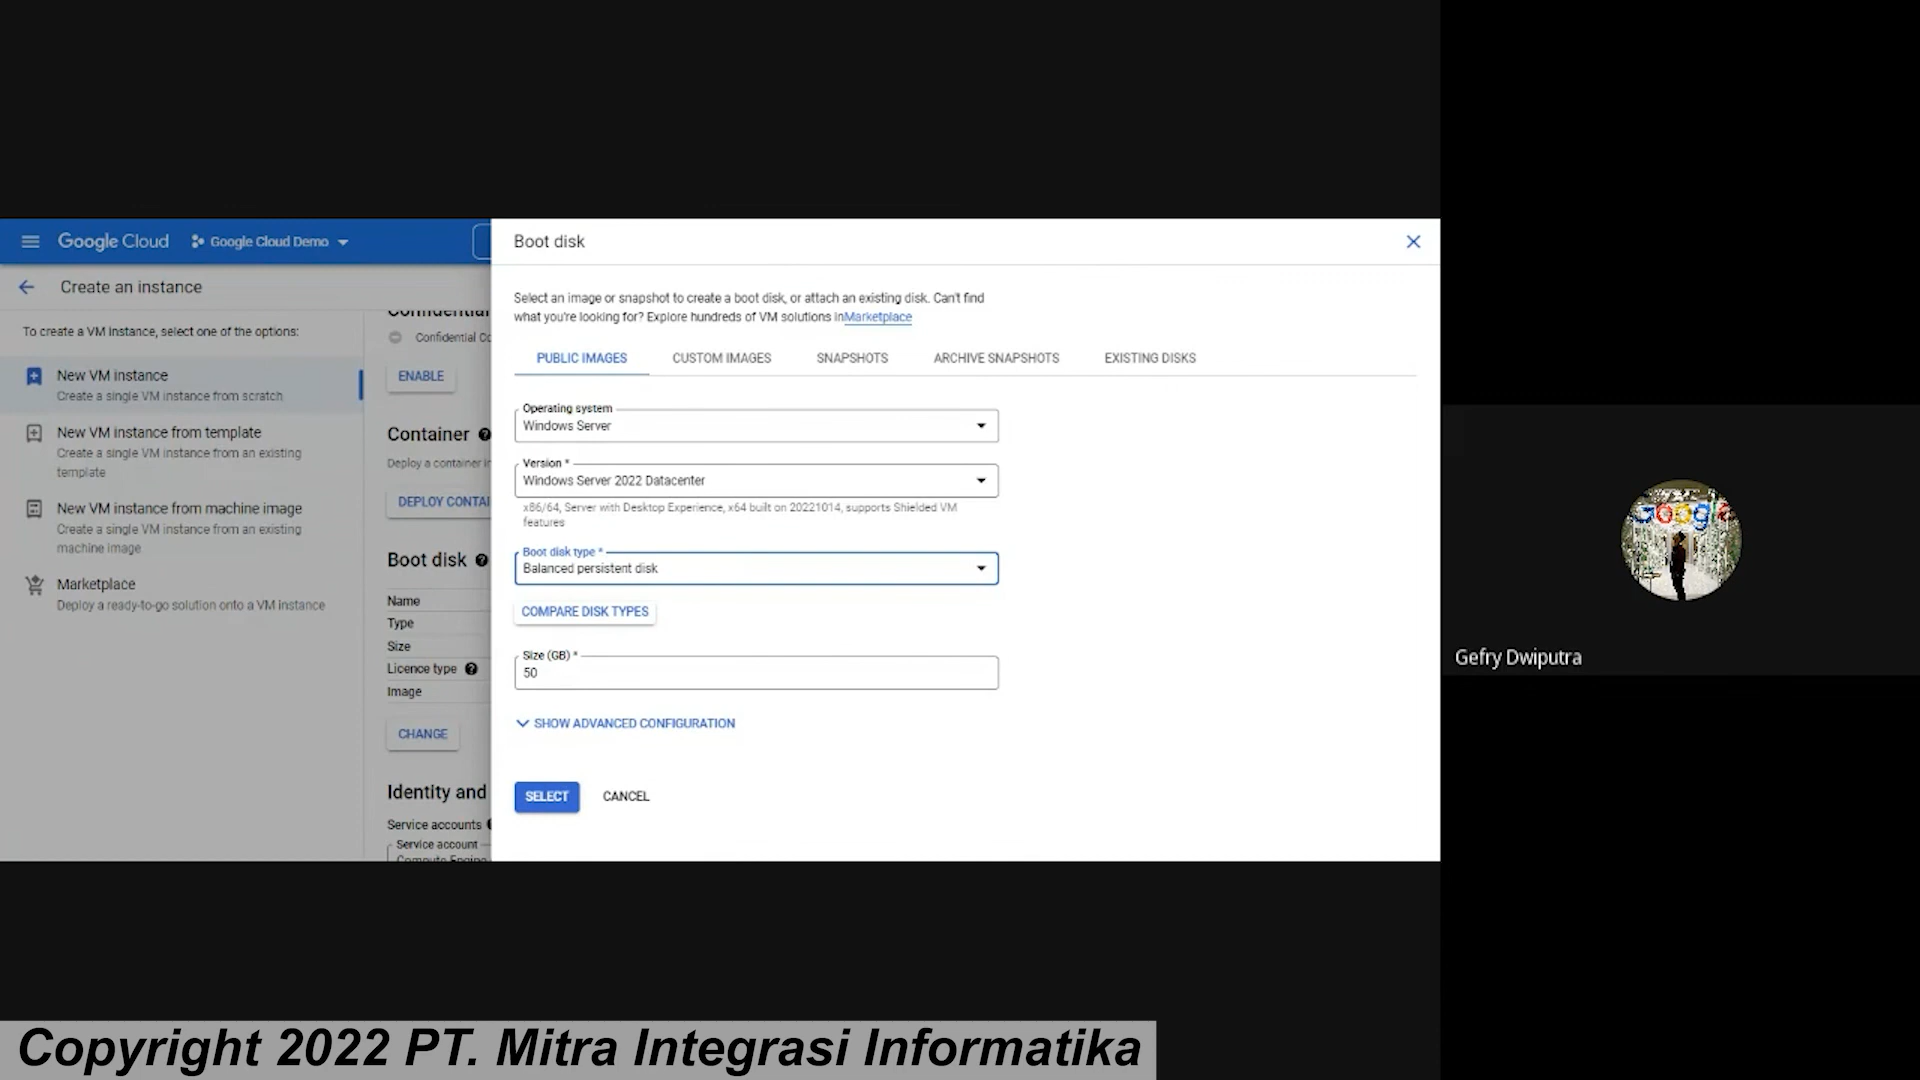 Google Cloud
Google Cloud Demo
Create an instance
To create a VM instance, select one of the options:
New VM instance
Create a single VM instance from scratch
New VM instance from template
Create a single VM instance from an existing
template
New VM instance from machine image
Create a single VM instance from an existing
machine image
Marketplace
Deploy a ready-to-go solution onto a VM instance
Confidential
Confidential Co
ENABLE
Container
Deploy a container in
DEPLOY CONTAI
Boot disk
Name
Type
Size
Licence type
Image
CHANGE
Identity and
Service accounts
Service account
Compute Engine
Boot disk
Select an image or snapshot to create a boot disk, or attach an existing disk. Can't find
what you're looking for? Explore hundreds of VM solutions inMarketplace
PUBLIC IMAGES
CUSTOM IMAGES
SNAPSHOTS
ARCHIVE SNAPSHOTS
EXISTING DISKS
Operating system
Windows Server
Version *
Windows Server 2022 Datacenter
x86/64, Server with Desktop Experience, x64 built on 20221014, supports Shielded VM
features
Boot disk type *
Balanced persistent disk
COMPARE DISK TYPES
Size (GB) *
50
SHOW ADVANCED CONFIGURATION
SELECT
CANCEL
Gefry Dwiputra
Copyright 2022 PT. Mitra Integrasi Informatika